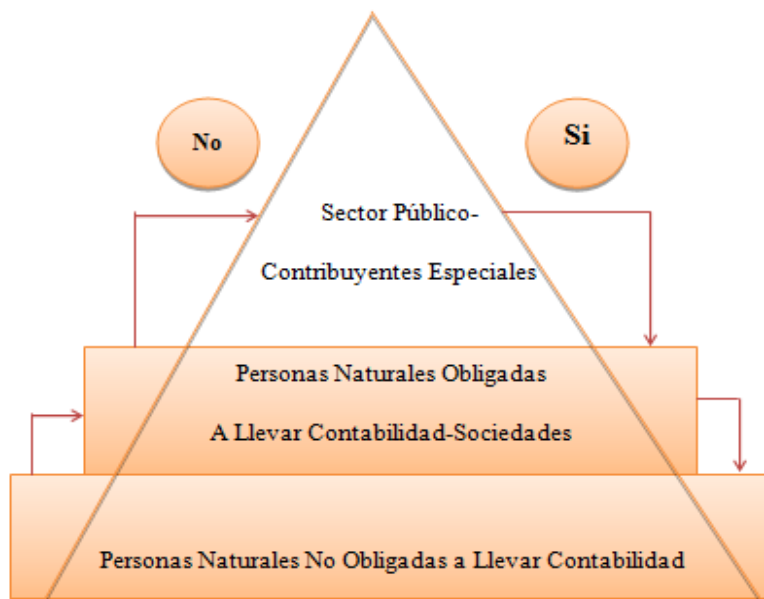 No
Si
Sector Público-
Contribuyentes Especiales
Personas Naturales Obligadas
A Llevar Contabilidad-Sociedades
Personas Naturales No Obligadas a Llevar Contabilidad